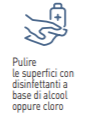 Pulire
le superfici con
disinfettanti a
base di alcool
oppure cloro